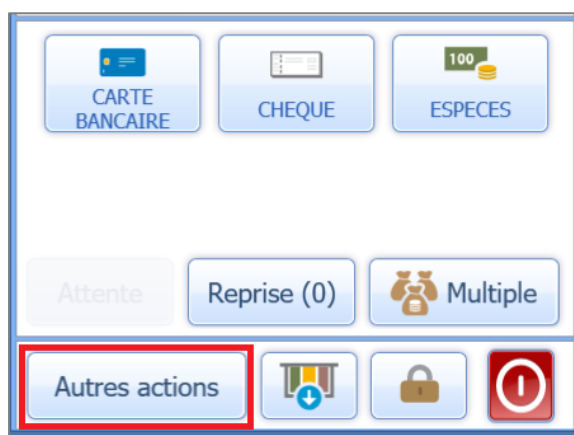 100
CARTE
BANCAIRE
CHEQUE
ESPECES
Attente
Reprise (0)
Multiple
Autres actions